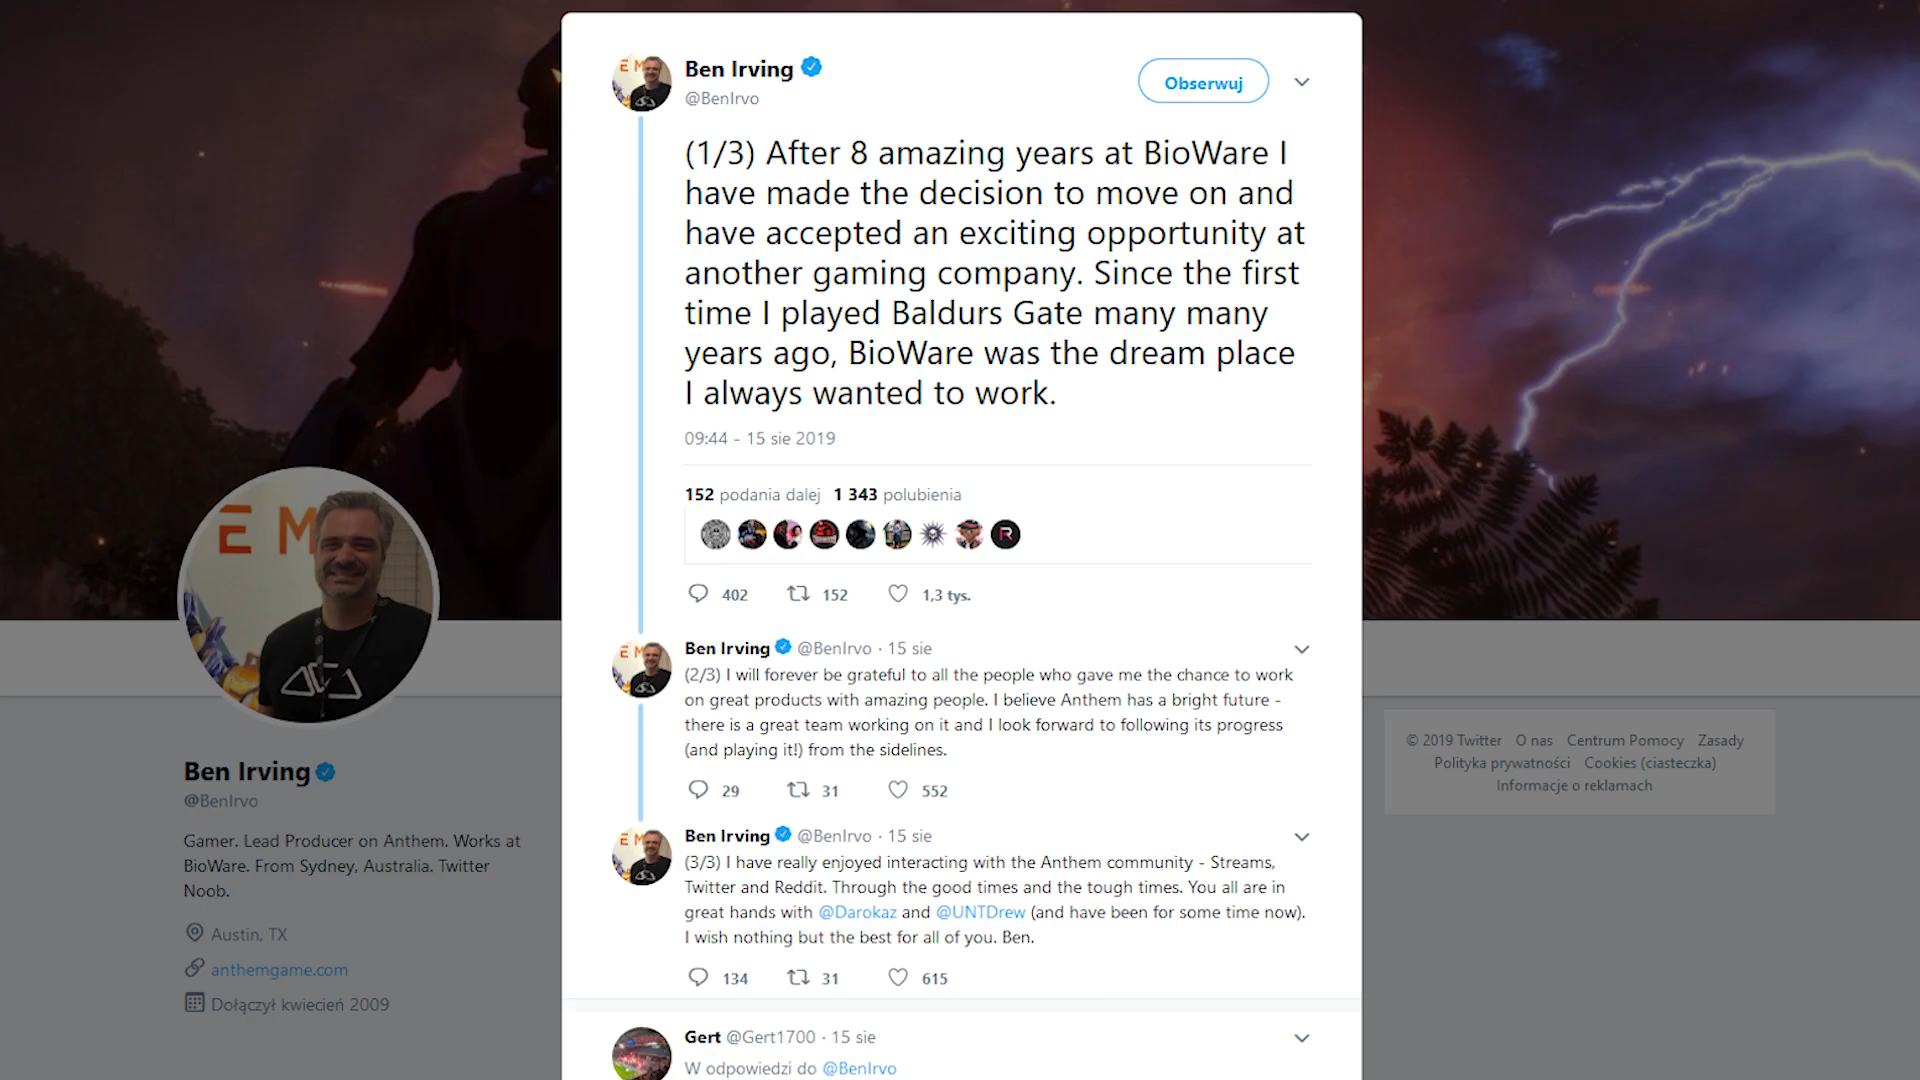 Ben Irving
@BenIrvo
Obserwuj
(1/3) After 8 amazing years at BioWare I
have made the decision to move on and
have accepted an exciting opportunity at
another gaming company. Since the first
time I played Baldurs Gate many many
years ago, BioWare was the dream place
I always wanted to work.
09:44 - 15 sie 2019
152 podania dalej 1 343 polubienia
402 152 1,3 tys.
Ben Irving @BenIrvo · 15 sie
(2/3) I will forever be grateful to all the people who gave me the chance to work
on great products with amazing people. I believe Anthem has a bright future -
there is a great team working on it and I look forward to following its progress
(and playing it!) from the sidelines.
29 31 552
Ben Irving @BenIrvo · 15 sie
(3/3) I have really enjoyed interacting with the Anthem community - Streams,
Twitter and Reddit. Through the good times and the tough times. You all are in
great hands with @Darokaz and @UNTDrew (and have been for some time now).
I wish nothing but the best for all of you. Ben.
134 31 615
Gert @Gert1700 · 15 sie
W odpowiedzi do @BenIrvo
E M
Ben Irving
@BenIrvo
Gamer. Lead Producer on Anthem. Works at
BioWare. From Sydney, Australia. Twitter
Noob.
Austin, TX
anthemgame.com
Dołączył kwiecień 2009
© 2019 Twitter O nas Centrum Pomocy Zasady
Polityka prywatności Cookies (ciasteczka)
Informacje o reklamach